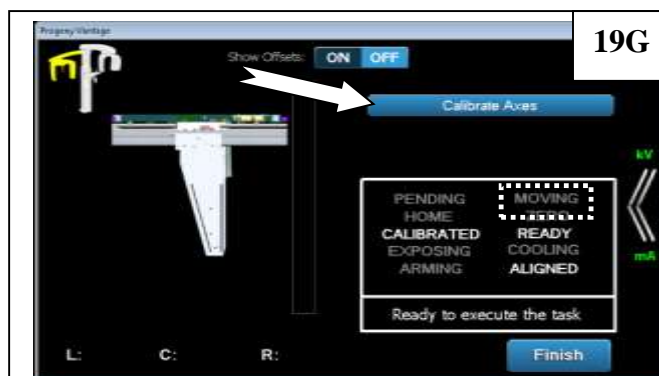 Progeny Vantage
19G
Show Offsets: ON OFF
Calibrate Axes
kV
PENDING MOVING
HOME ZERO
CALIBRATED READY
EXPOSING COOLING
ARMING ALIGNED
mA
Ready to execute the task
L: C: R:
Finish